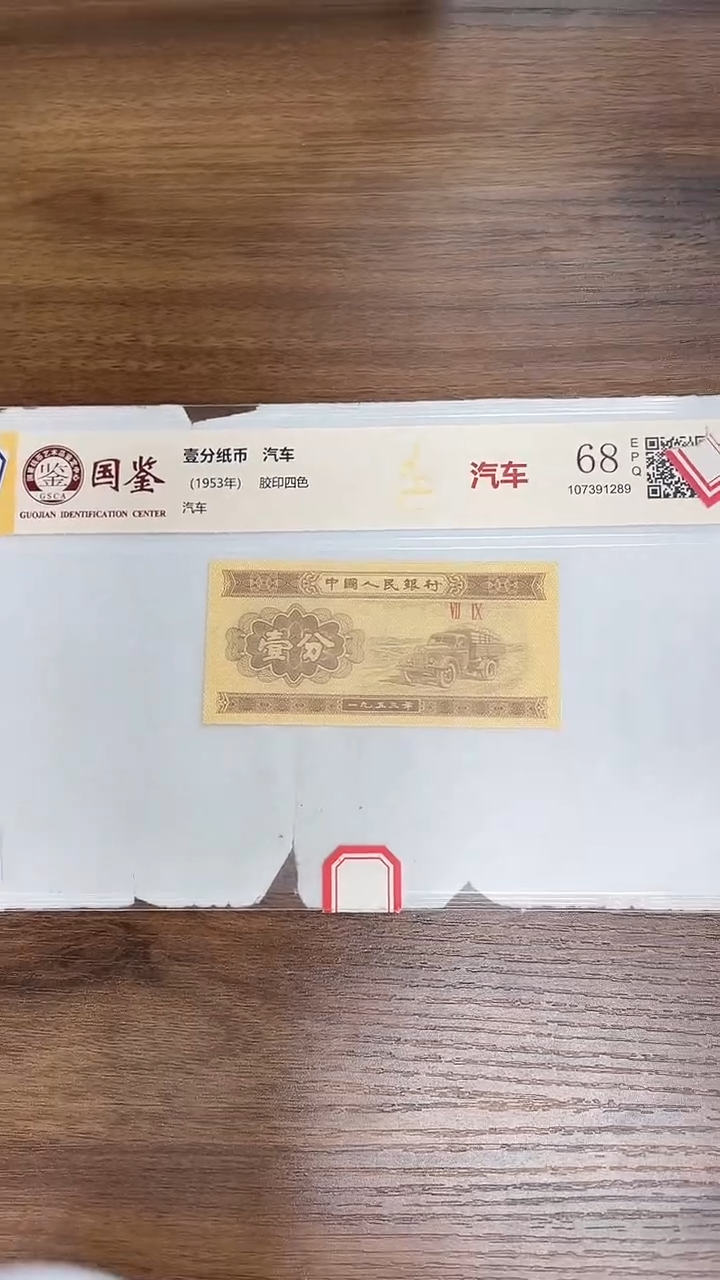 国鉴
GSCA
GUOJIAN IDENTIFICATION CENTER
壹分纸币 汽车
(1953年) 胶印四色
汽车
汽车
68
EPQ
107391289
中國人民銀行
VII IX
壹分
一九五三年